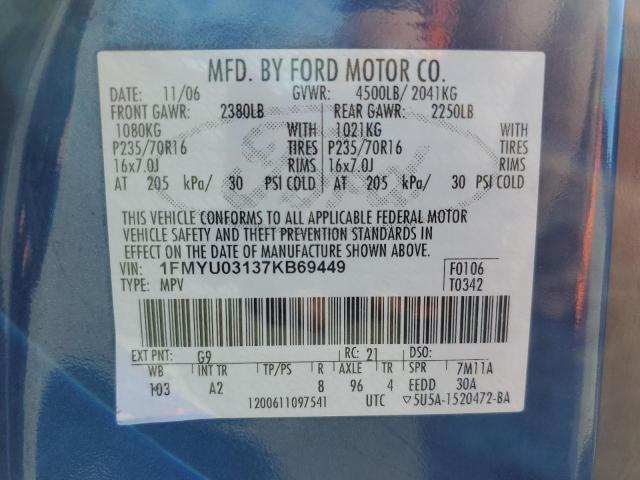 MFD. BY FORD MOTOR CO.
DATE: 11/06 GVWR: 4500LB/ 2041KG
FRONT GAWR: 2380LB REAR GAWR: 2250LB
1080KG WITH 1021KG WITH
P235/70R16 TIRES P235/70R16 TIRES
16x7.0J RIMS 16x7.0J RIMS
AT 205 kPa/ 30 PSI COLD AT 205 kPa/ 30 PSI COLD
THIS VEHICLE CONFORMS TO ALL APPLICABLE FEDERAL MOTOR
VEHICLE SAFETY AND THEFT PREVENTION STANDARDS IN
EFFECT ON THE DATE OF MANUFACTURE SHOWN ABOVE.
VIN: 1FMYU03137KB69449 F0106
TYPE: MPV T0342
EXT PNT: G9 RC: 21 DSO:
WB INT TR TP/PS R AXLE TR SPR 7M11A
103 A2 8 96 4 EEDD 30A
1200611097541 UTC ▽5U5A-1520472-BA